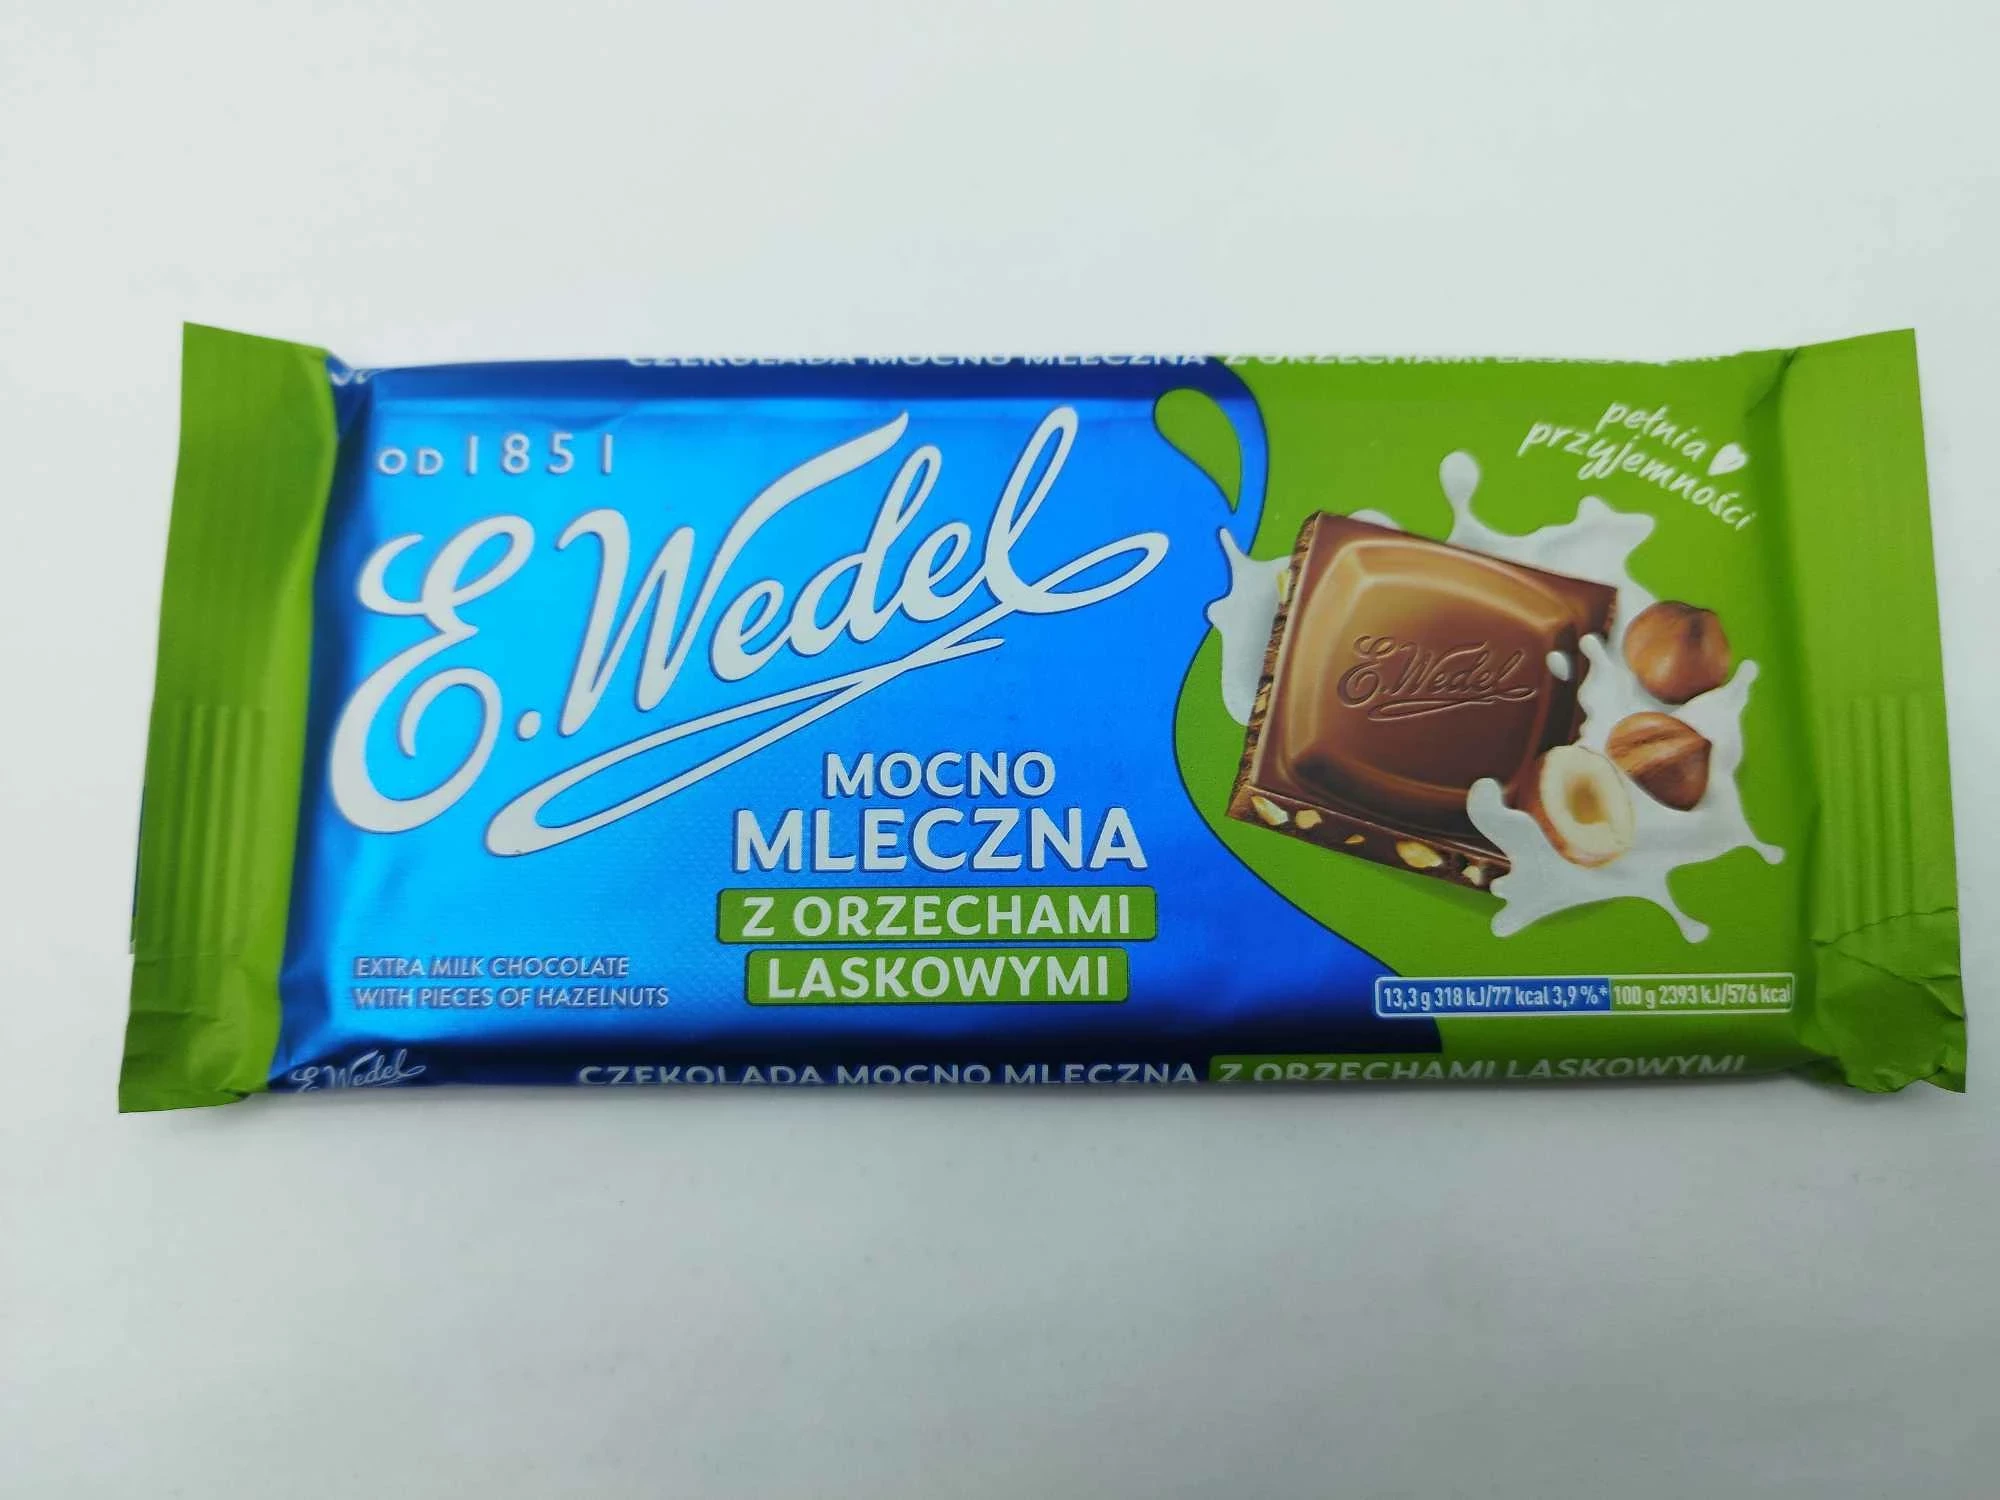 CZEKOLADA MOCNO MLECZNA Z ORZECHAMI
OD 1851
E. Wedel
MOCNO
MLECZNA
Z ORZECHAMI
LASKOWYMI
EXTRA MILK CHOCOLATE
WITH PIECES OF HAZELNUTS
pełnia
przyjemności
E. Wedel
13,3 g 318 kJ/77 kcal 3,9 %* 100 g 2393 kJ/576 kcal
E. Wedel CZEKOLADA MOCNO MLECZNA Z ORZECHAMI LASKOWYMI